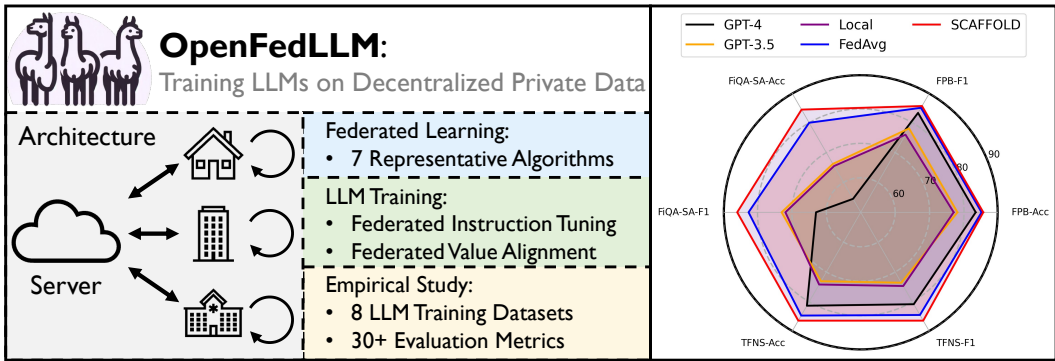 OpenFedLLM:
Training LLMs on Decentralized Private Data
Architecture
Server
Federated Learning:
• 7 Representative Algorithms
LLM Training:
• Federated Instruction Tuning
• Federated Value Alignment
Empirical Study:
• 8 LLM Training Datasets
• 30+ Evaluation Metrics
GPT-4 Local SCAFFOLD
GPT-3.5 FedAvg
FiQA-SA-Acc FPB-F1
90
80
70
60
FiQA-SA-F1 FPB-Acc
TFNS-Acc TFNS-F1